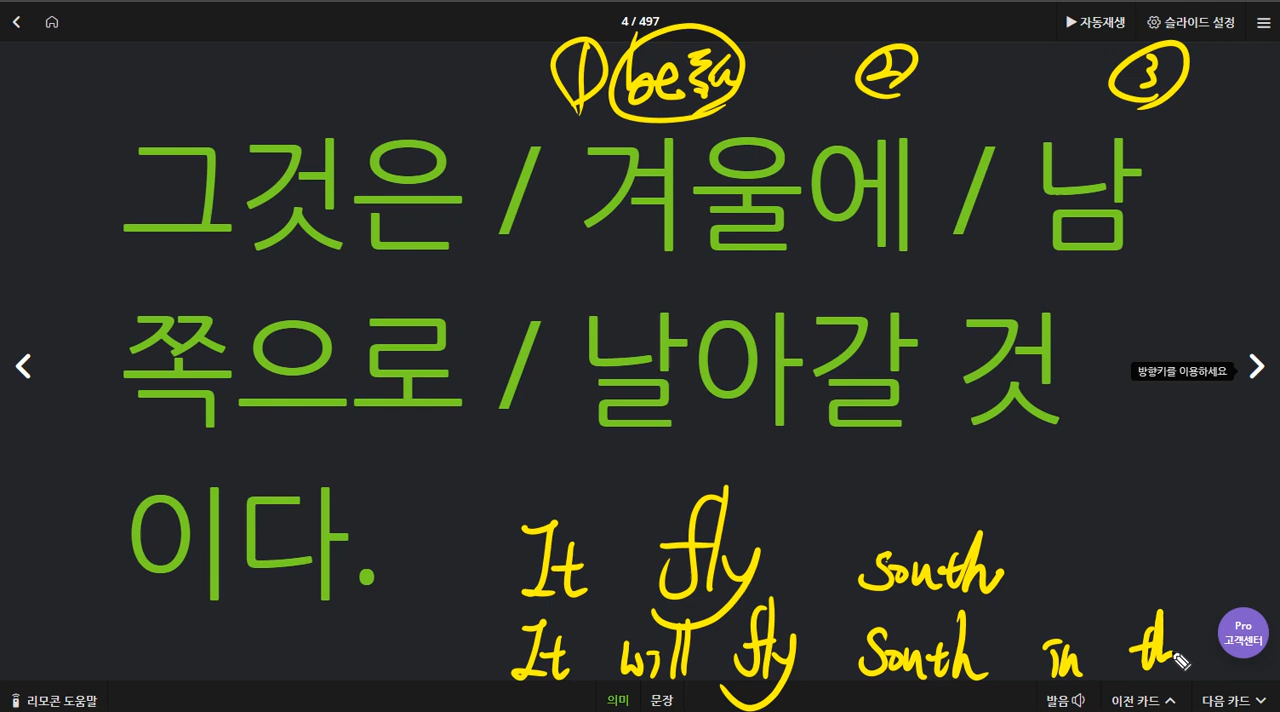 4 / 497
자동재생
슬라이드 설정
① be동사 ② ③
그것은 / 겨울에 / 남
쪽으로 / 날아갈 것
이다.
방향키를 이용하세요
It fly south
It will fly South in th
Pro
고객센터
리모콘 도움말
의미
문장
발음
이전 카드
다음 카드